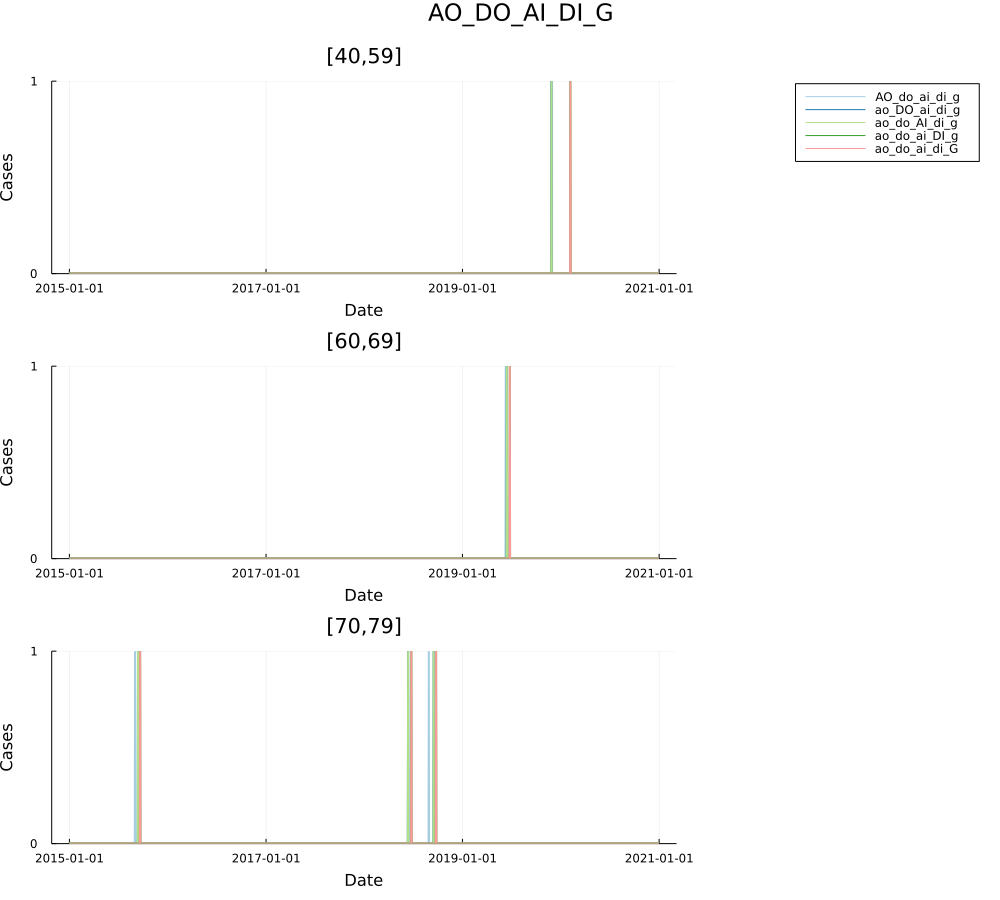 AO_DO_AI_DI_G
[40,59]
1
Cases
0
2015-01-01 2017-01-01 2019-01-01 2021-01-01
Date
AO_do_ai_di_g
ao_DO_ai_di_g
ao_do_AI_di_g
ao_do_ai_DI_g
ao_do_ai_di_G
[60,69]
1
Cases
0
2015-01-01 2017-01-01 2019-01-01 2021-01-01
Date
[70,79]
1
Cases
0
2015-01-01 2017-01-01 2019-01-01 2021-01-01
Date